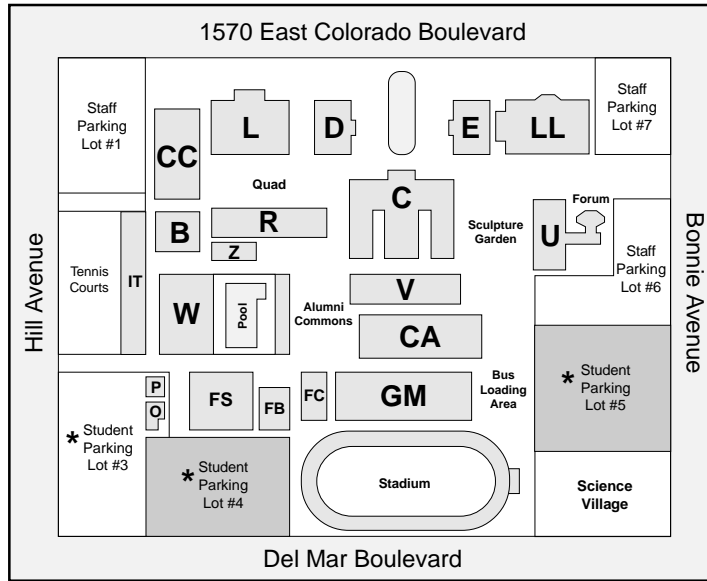 1570 East Colorado Boulevard
Staff
Parking
Lot #1
CC
L
D
E
LL
Staff
Parking
Lot #7
Quad
C
Forum
B
R
Z
Sculpture
Garden
U
Hill Avenue
Bonnie Avenue
Tennis
Courts
IT
Staff
Parking
Lot #6
W
Pool
Alumni
Commons
V
CA
P
O
FS
FB
FC
GM
Bus
Loading
Area
* Student
Parking
Lot #5
* Student
Parking
Lot #3
* Student
Parking
Lot #4
Stadium
Science
Village
Del Mar Boulevard